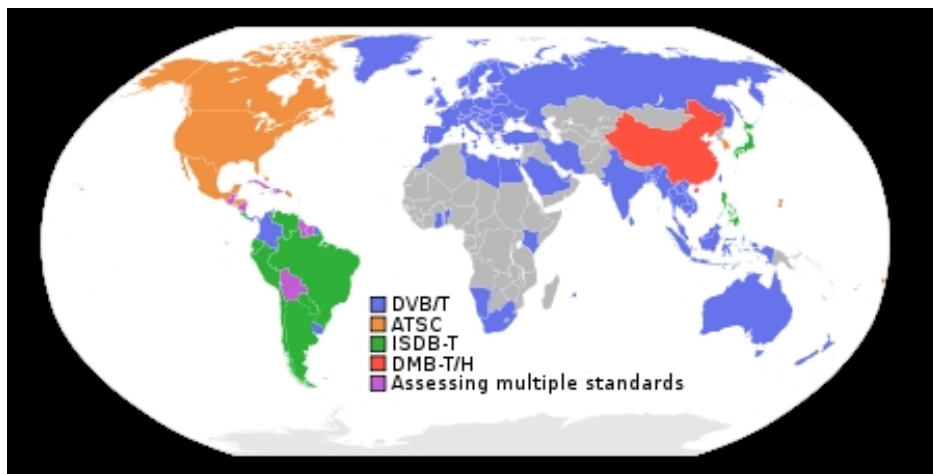 DVB/T
ATSC
ISDB-T
DMB-T/H
Assessing multiple standards